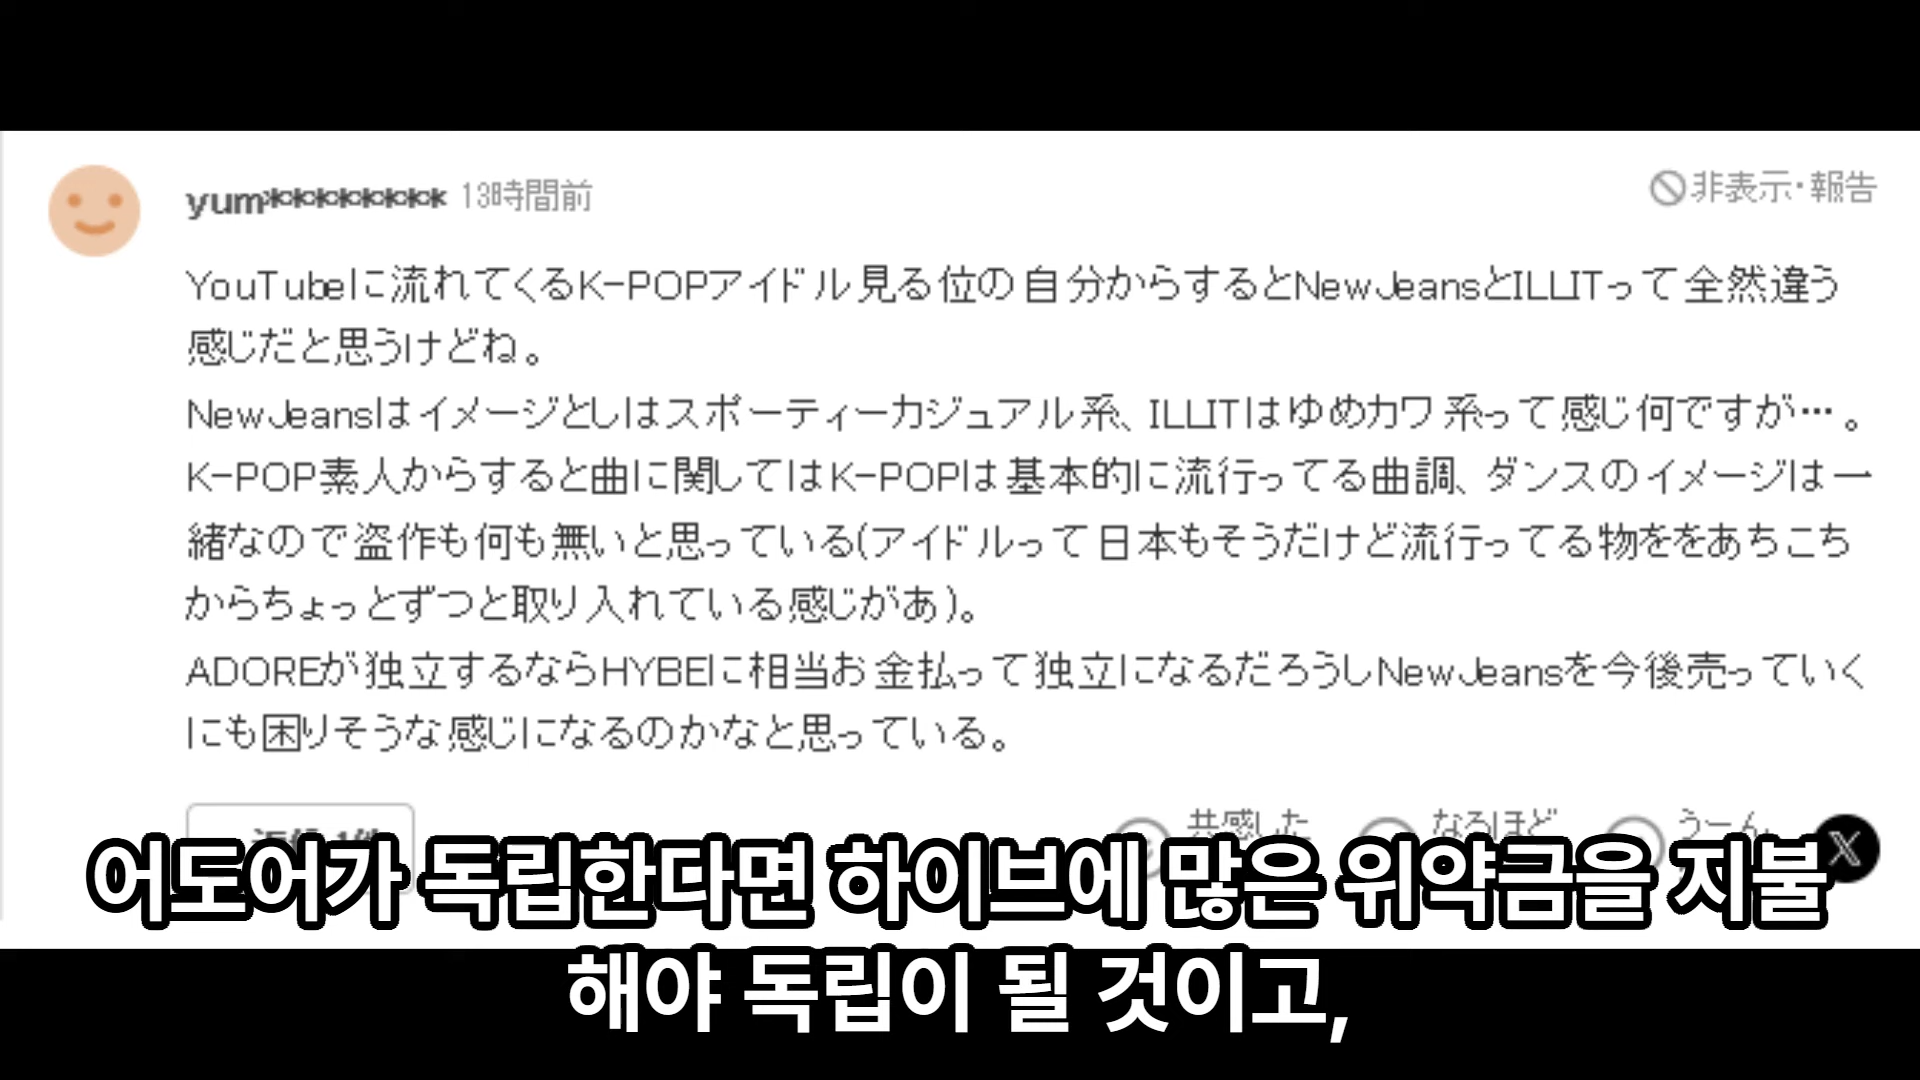 yum********* 13時間前
非表示・報告
YouTubeに流れてくるK-POPアイドル見る位の自分からするとNewJeansとILLITって全然違う
感じだと思うけどね。
NewJeansはイメージとしはスポーティーカジュアル系、ILLITはゆめカワ系って感じ何ですが…。
K-POP素人からすると曲に関してはK-POPは基本的に流行ってる曲調、ダンスのイメージは一
緒なので盗作も何も無いと思っている(アイドルって日本もそうだけど流行ってる物ををあちこち
からちょっとずつと取り入れている感じがあ)。
ADOREが独立するならHYBEに相当お金払って独立になるだろうしNewJeansを今後売っていく
にも困りそうな感じになるのかなと思っている。
共感した なるほど うーん
어도어가 독립한다면 하이브에 많은 위약금을 지불
해야 독립이 될 것이고,